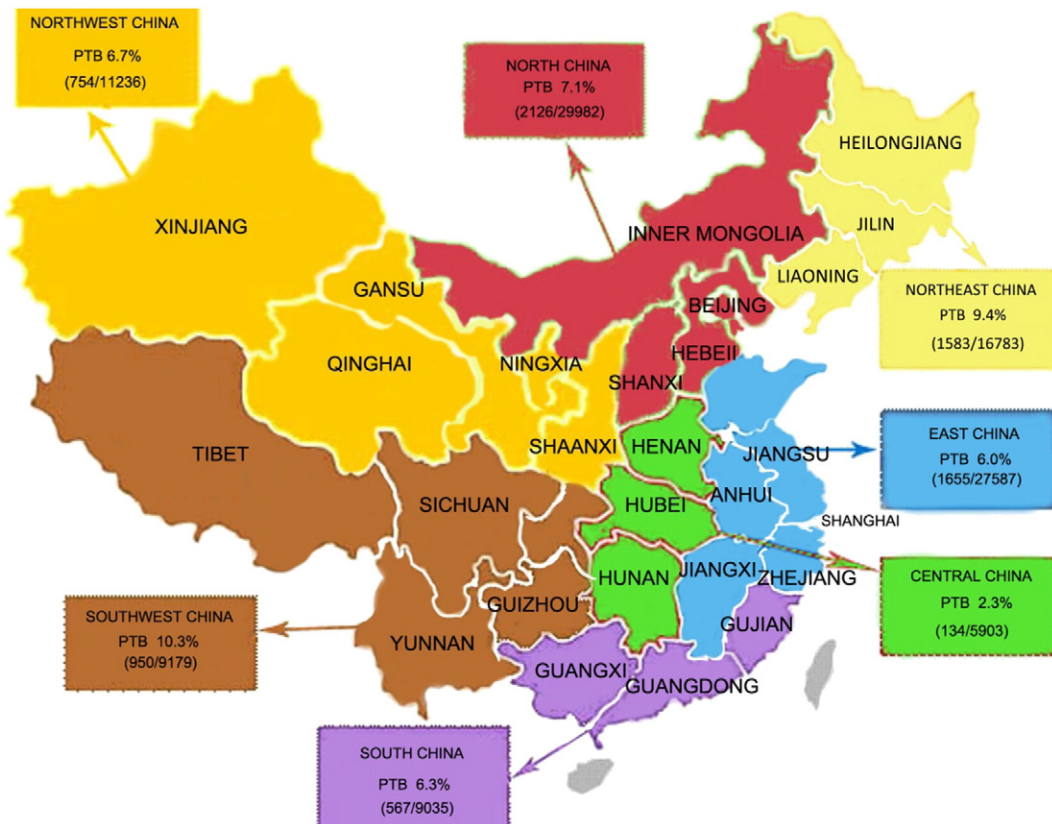 NORTHWEST CHINA
PTB 6.7%
(754/11236)
NORTH CHINA
PTB 7.1%
(2126/29982)
HEILONGJIANG
XINJIANG
INNER MONGOLIA
JILIN
LIAONING
GANSU
BEIJING
NORTHEAST CHINA
PTB 9.4%
(1583/16783)
QINGHAI
NINGXIA
HEBEII
SHANXI
TIBET
SHAANXI
HENAN
JIANGSU
EAST CHINA
PTB 6.0%
(1655/27587)
SICHUAN
HUBEI
ANHUI
SHANGHAI
HUNAN
JIANGXI
ZHEJIANG
CENTRAL CHINA
PTB 2.3%
(134/5903)
SOUTHWEST CHINA
PTB 10.3%
(950/9179)
GUIZHOU
YUNNAN
GUJIAN
GUANGXI
GUANGDONG
SOUTH CHINA
PTB 6.3%
(567/9035)